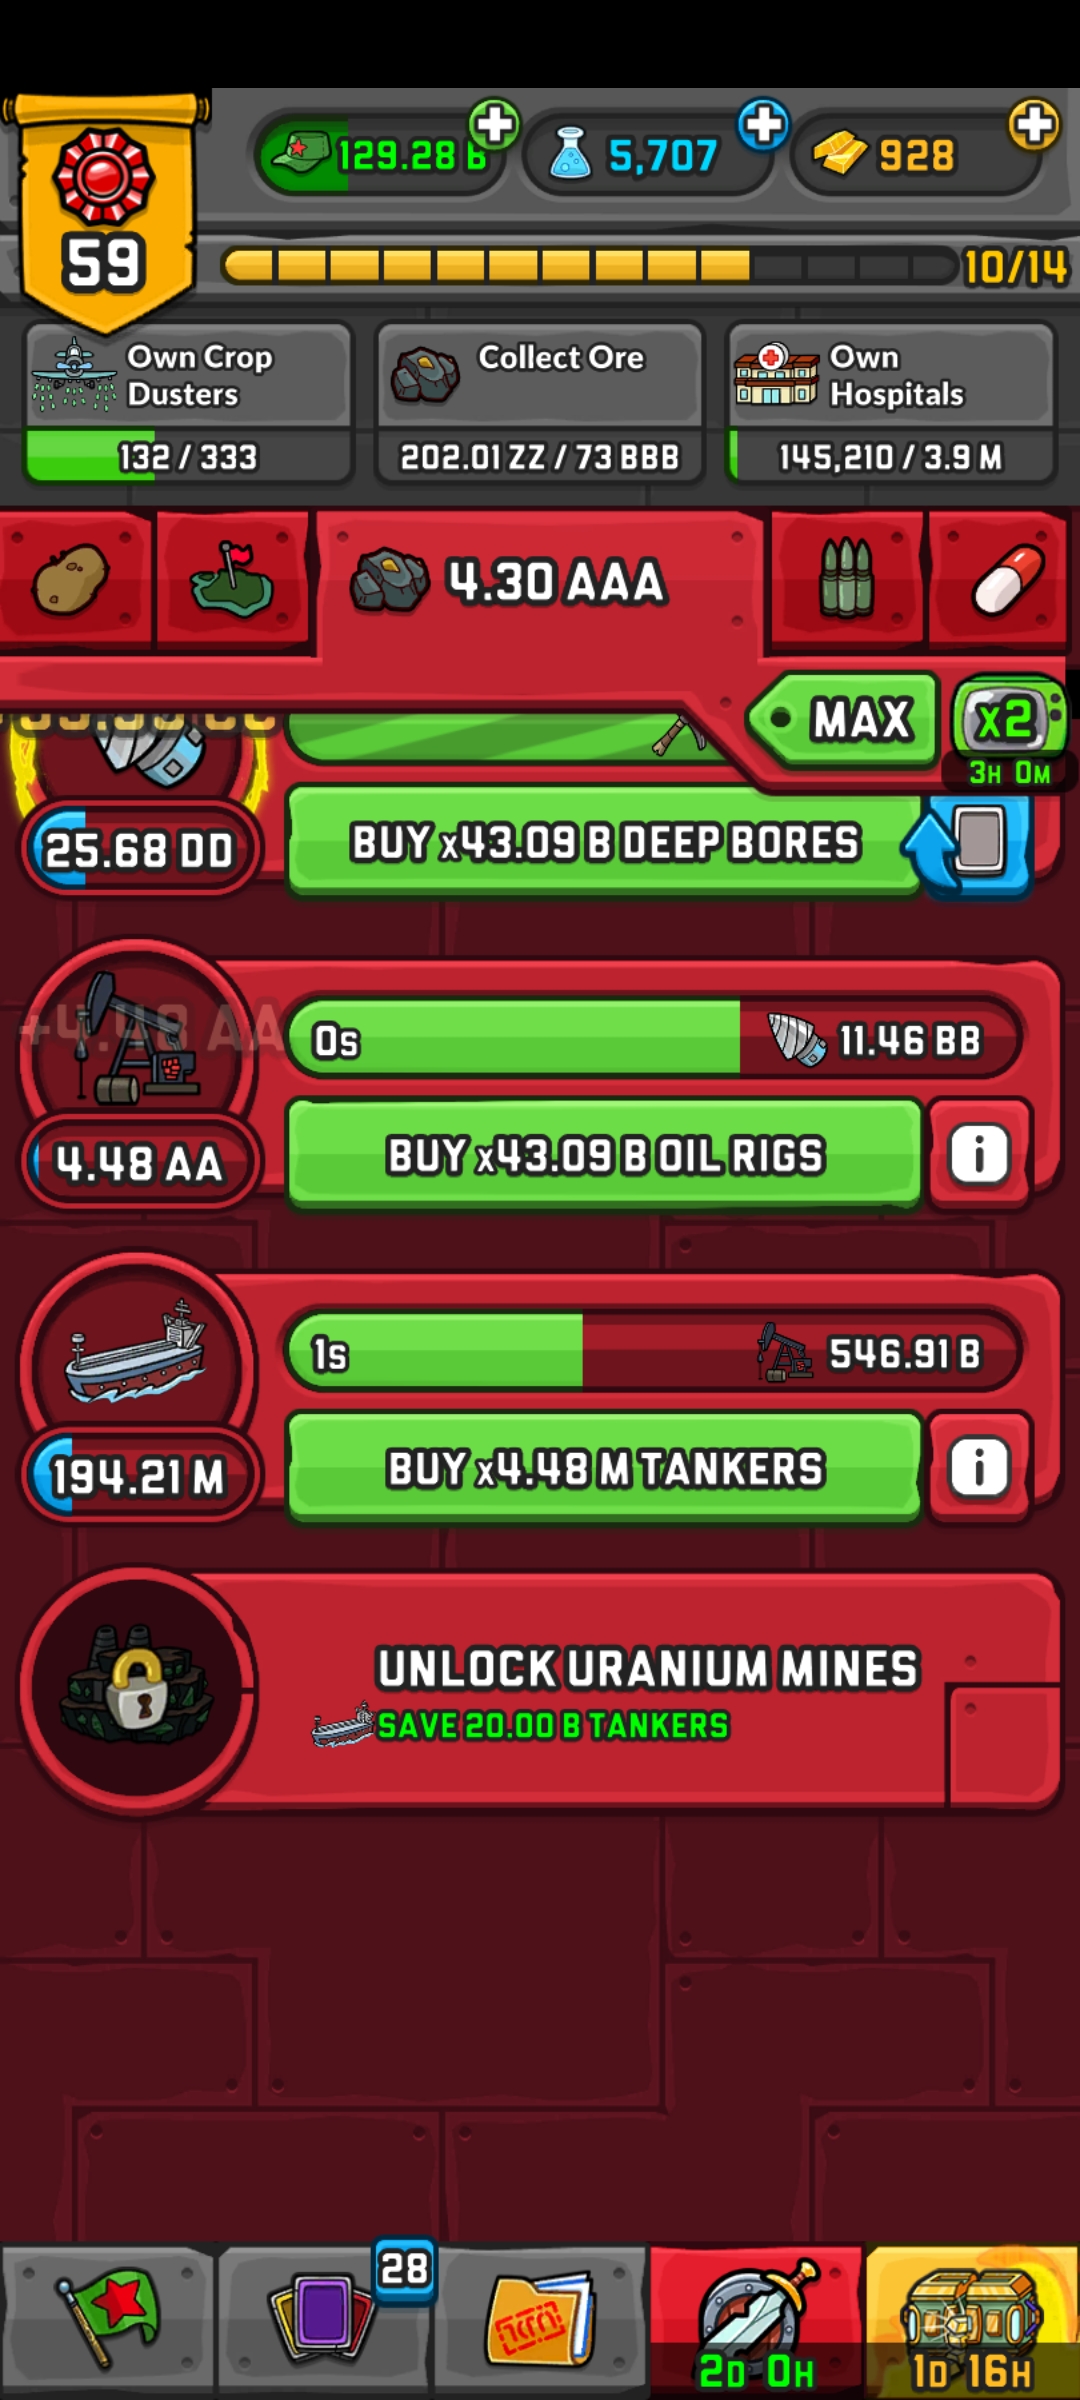 129.28 B
5,707
928
59
10/14
Own Crop
Dusters
132 / 333
Collect Ore
202.01 ZZ / 73 BBB
Own
Hospitals
145,210 / 3.9 M
4.30 AAA
MAX
x2
3H 0M
25.68 DD
BUY x43.09 B DEEP BORES
+4.48 AA
0s
11.46 BB
4.48 AA
BUY x43.09 B OIL RIGS
i
1s
546.91 B
194.21 M
BUY x4.48 M TANKERS
i
UNLOCK URANIUM MINES
SAVE 20.00 B TANKERS
28
2D 0H
1D 16H